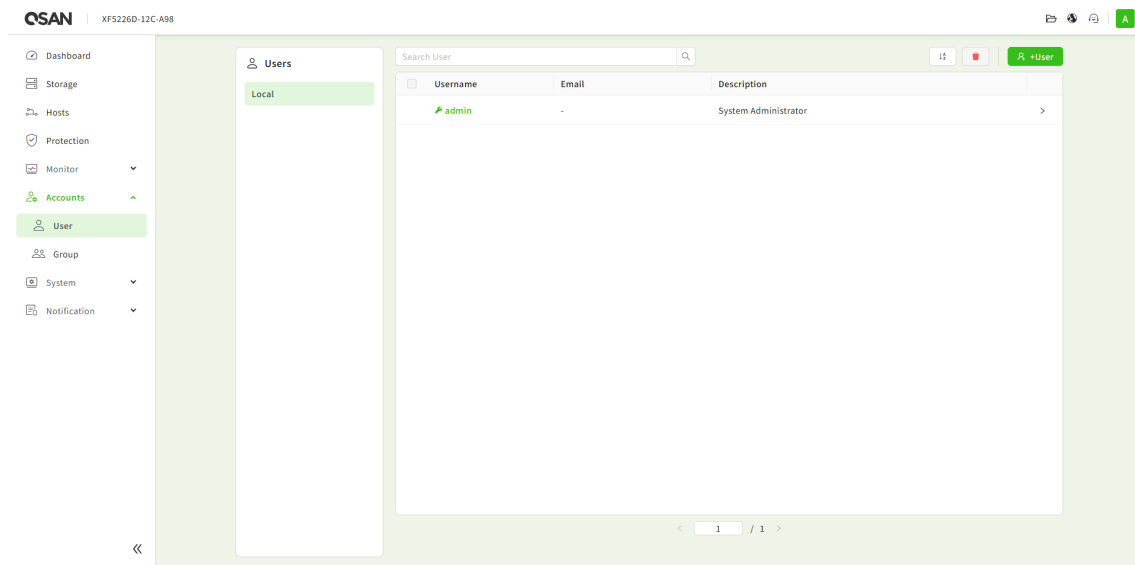 QSAN XF5226D-12C-A98
A
Dashboard
Storage
Hosts
Protection
Monitor
Accounts
User
Group
System
Notification
Users
Local
Search User
+User
Username Email Description
admin - System Administrator
1 / 1